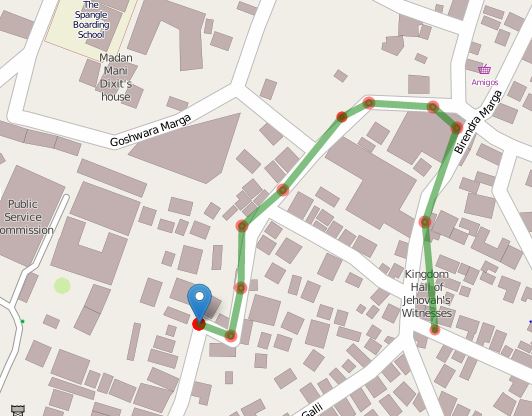 The
Spangle
Boarding
School
Madan
Mani
Dixit's
house
Amigos
Goshwara Marga
Birendra Marga
Public
Service
ommission
Kingdom
Hall of
Jehovah's
Witnesses
Galli